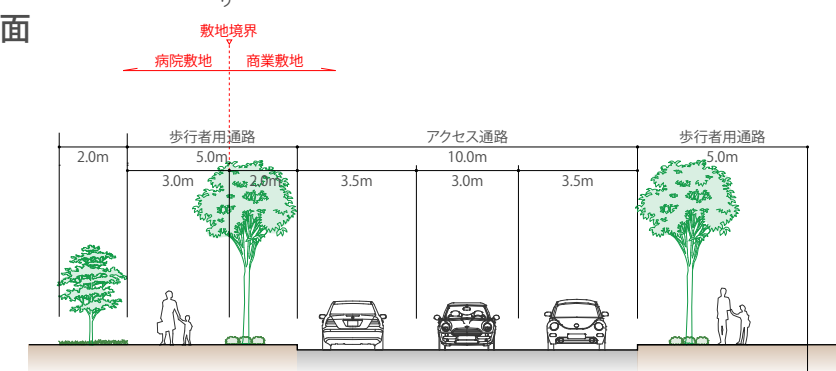 り
面
敷地境界
病院敷地 商業敷地
歩行者用通路 アクセス通路 歩行者用通路
2.0m 5.0m 10.0m 5.0m
3.0m 2.0m 3.5m 3.0m 3.5m